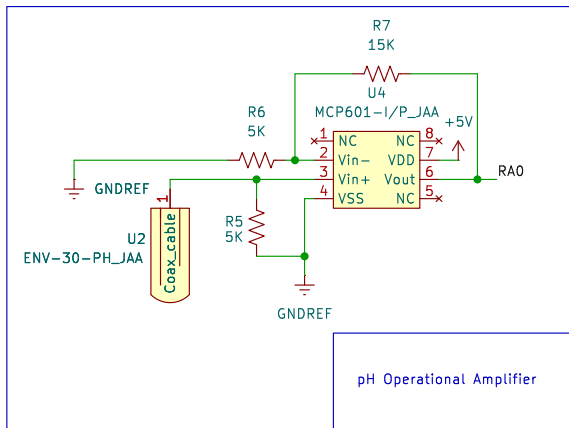 R7
15K
U4
MCP601-I/P_JAA
+5V
R6
5K
1 NC NC 8
2 Vin- VDD 7
3 Vin+ Vout 6
4 VSS NC 5
RA0
GNDREF
1
R5
5K
U2
ENV-30-PH_JAA
Coax_cable
GNDREF
pH Operational Amplifier